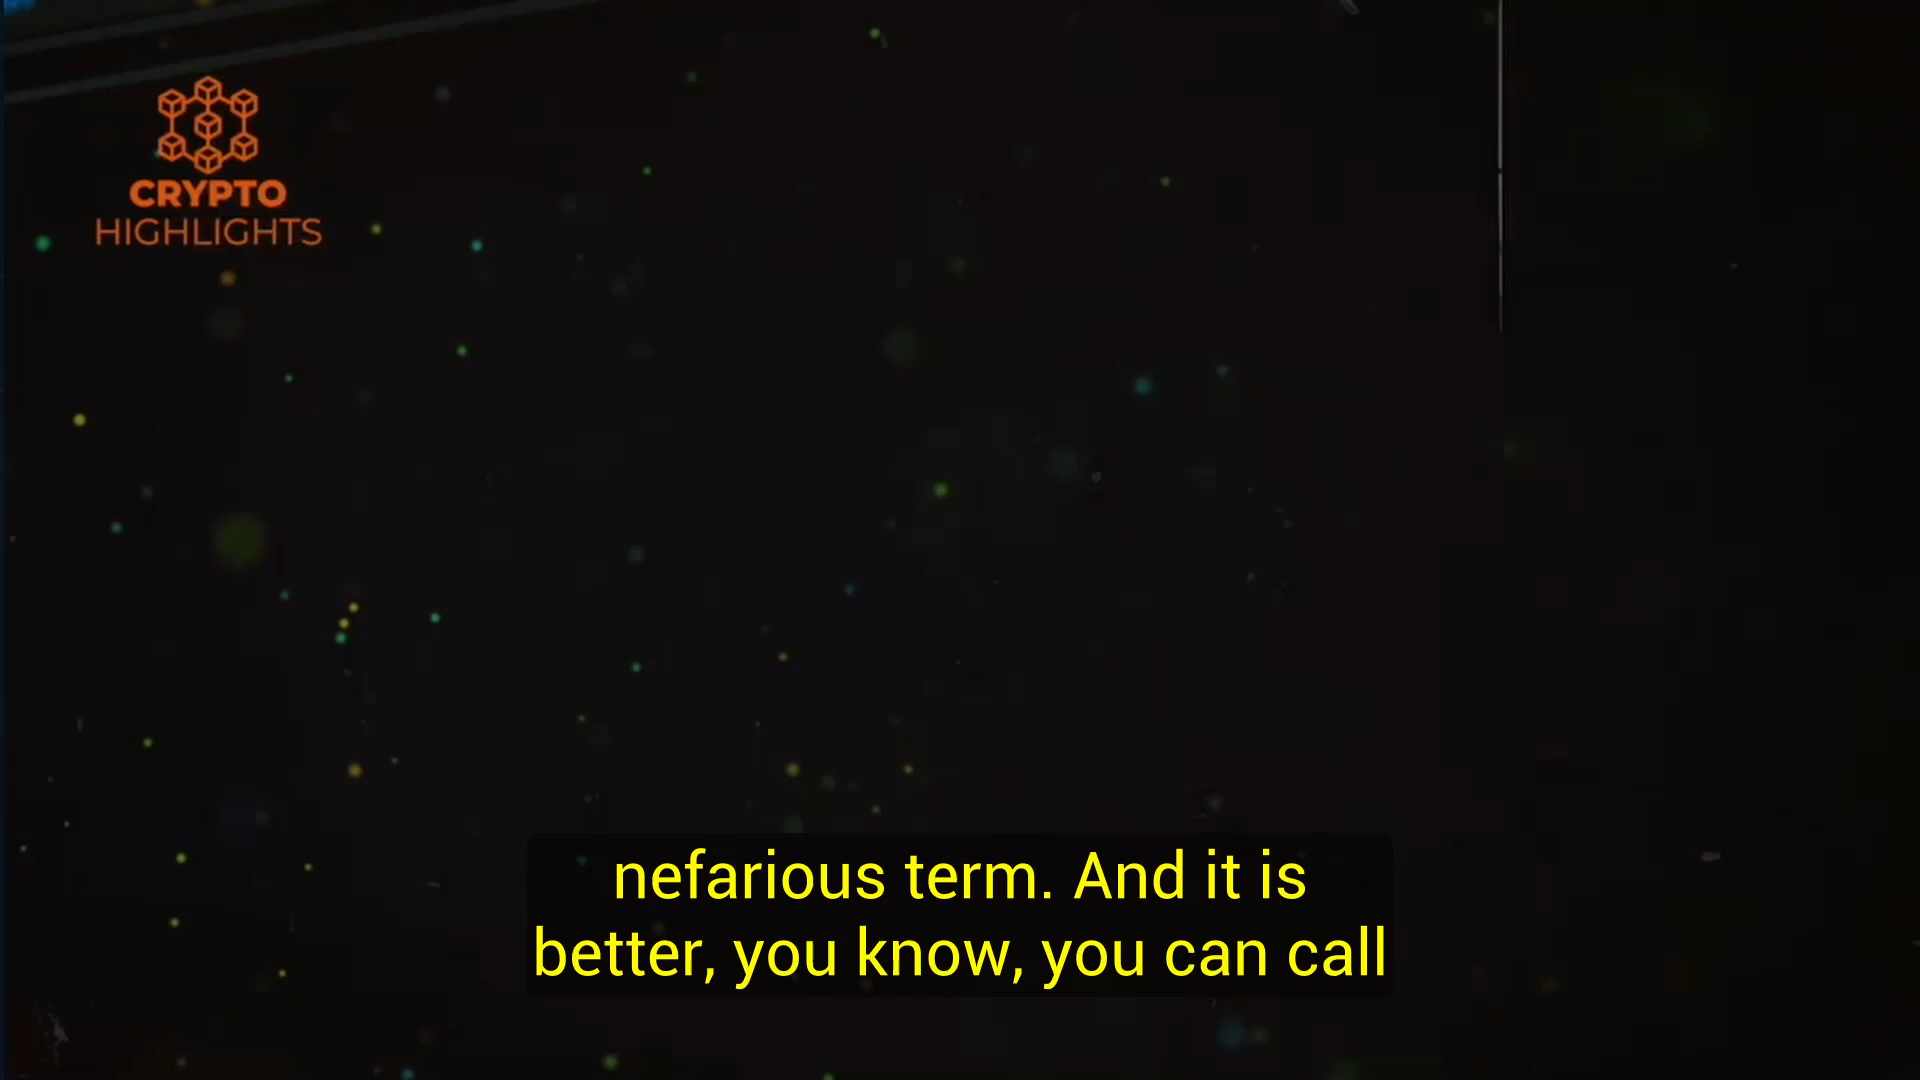 CRYPTO
HIGHLIGHTS
nefarious term. And it is
better, you know, you can call